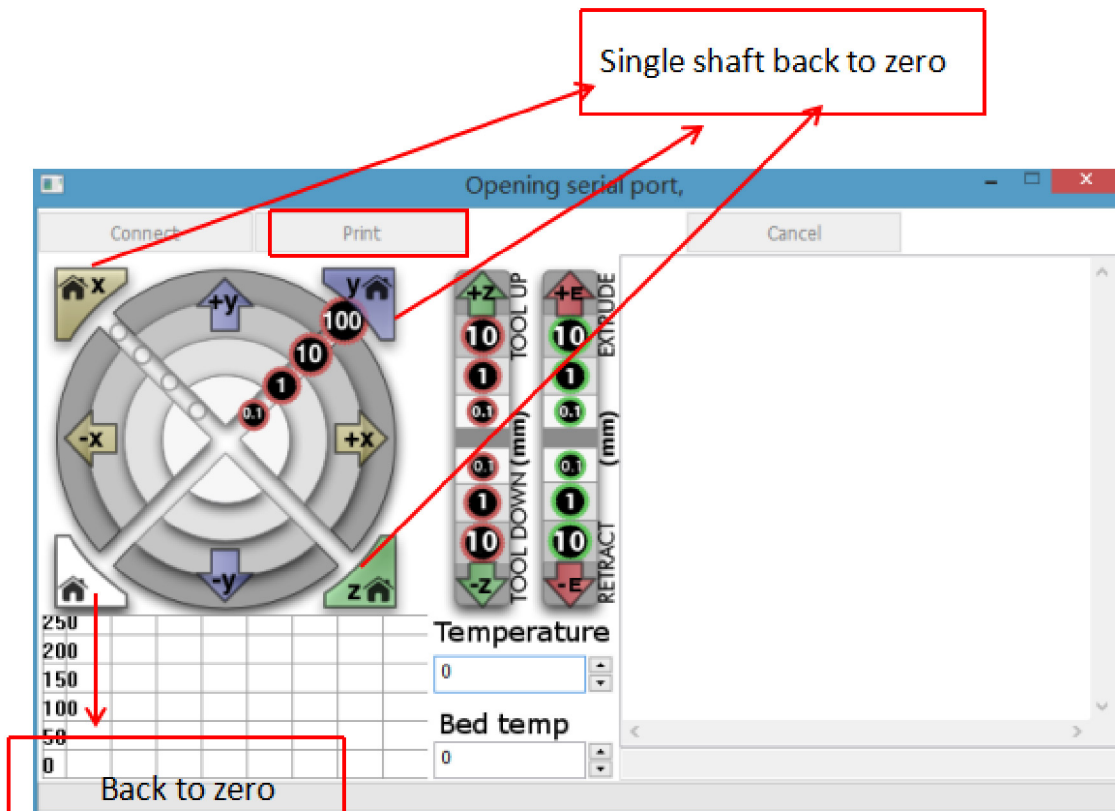 Single shaft back to zero
Opening serial port,
Connect
Print
Cancel
x
y
+y
100
10
1
0.1
-x
+x
-y
z
+Z
10
1
0.1
0.1
1
10
-Z
TOOL UP
TOOL DOWN (mm)
+E
10
1
0.1
0.1
1
10
-E
EXTRUDE
RETRACT (mm)
250
200
150
100
50
0
Temperature
0
Bed temp
0
Back to zero